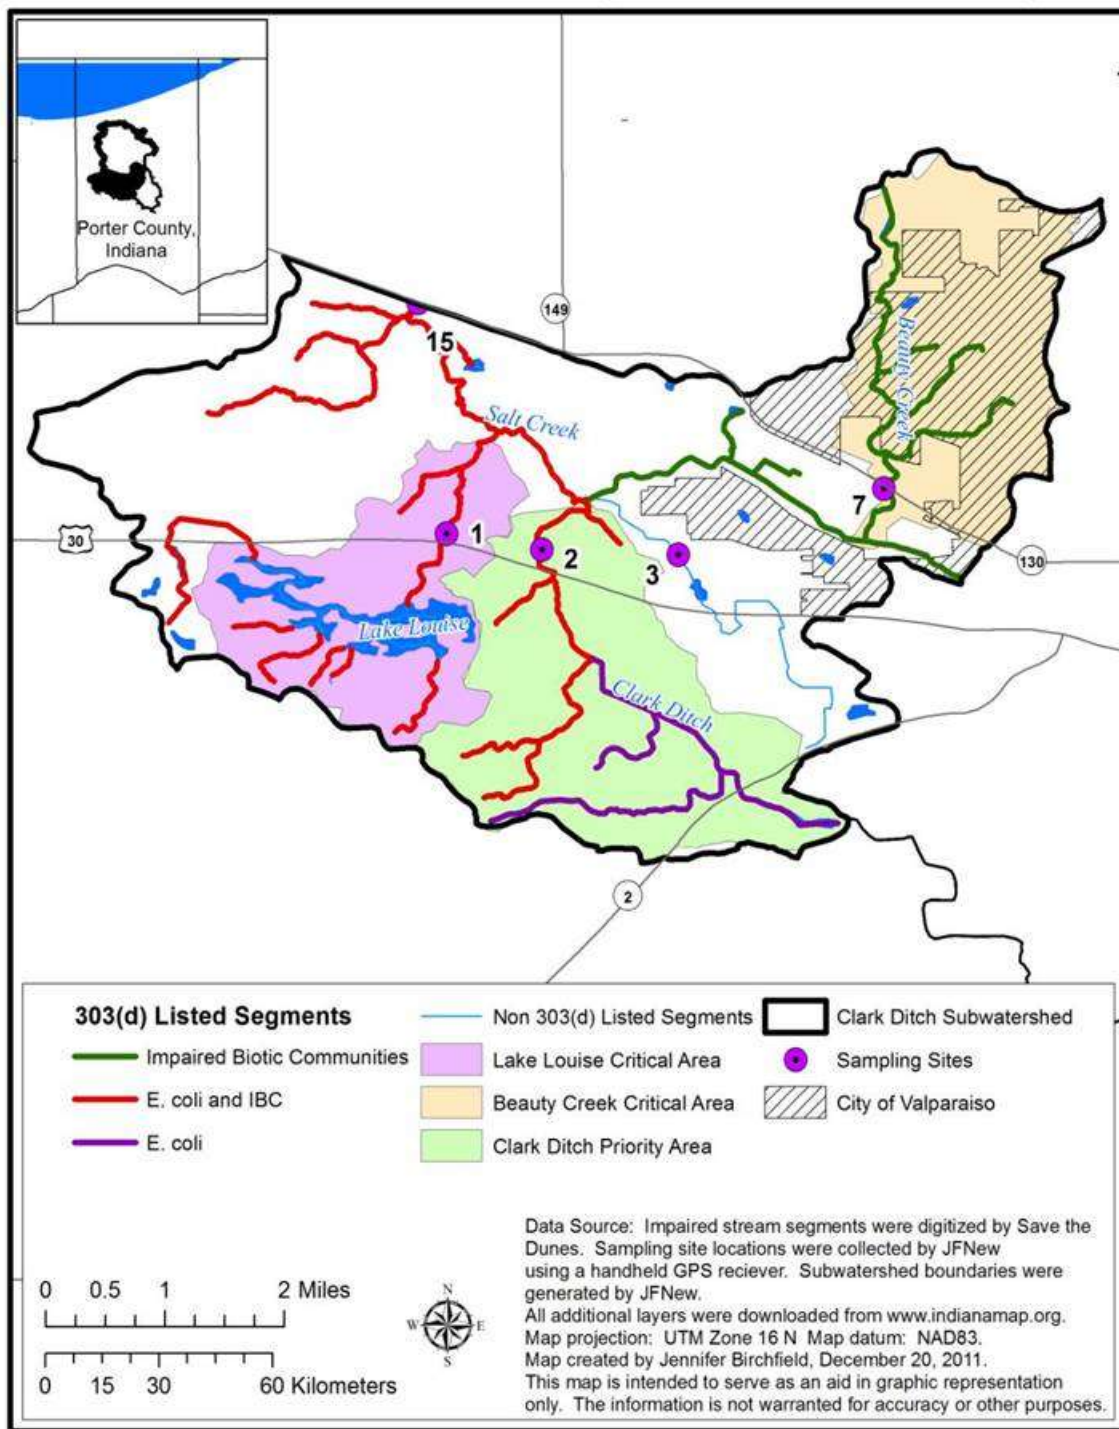 Porter County,
Indiana
149
15
Salt Creek
Beauty Creek
7
30
1
2
3
130
Lake Louise
Clark Ditch
2
303(d) Listed Segments
Impaired Biotic Communities
E. coli and IBC
E. coli
Non 303(d) Listed Segments
Lake Louise Critical Area
Beauty Creek Critical Area
Clark Ditch Priority Area
Clark Ditch Subwatershed
Sampling Sites
City of Valparaiso
0 0.5 1 2 Miles
0 15 30 60 Kilometers
N
W E
S
Data Source: Impaired stream segments were digitized by Save the
Dunes. Sampling site locations were collected by JFNew
using a handheld GPS reciever. Subwatershed boundaries were
generated by JFNew.
All additional layers were downloaded from www.indianamap.org.
Map projection: UTM Zone 16 N Map datum: NAD83.
Map created by Jennifer Birchfield, December 20, 2011.
This map is intended to serve as an aid in graphic representation
only. The information is not warranted for accuracy or other purposes.